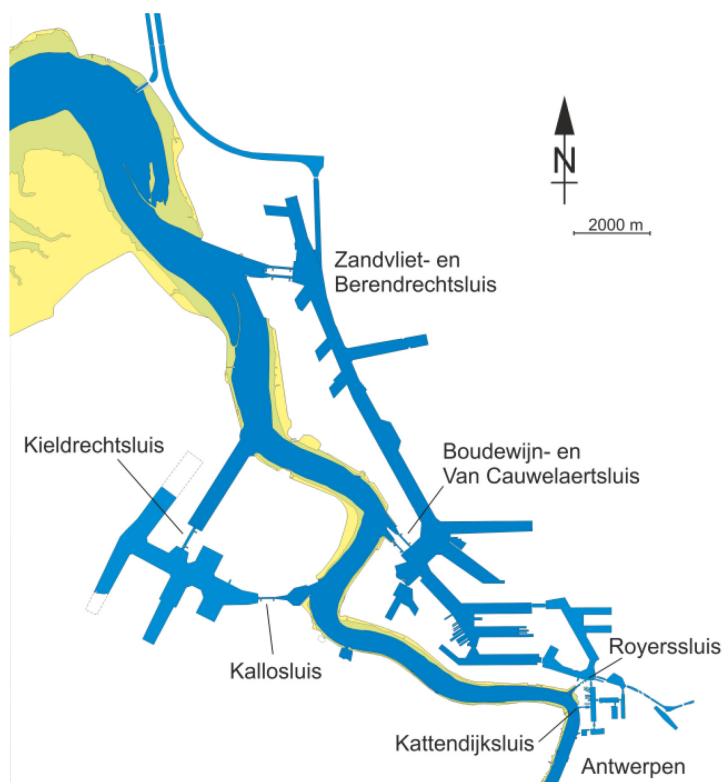 N
2000 m
Zandvliet- en
Berendrechtsluis
Kieldrechtsluis
Boudewijn- en
Van Cauwelaertsluis
Kallosluis
Royerssluis
Kattendijksluis
Antwerpen